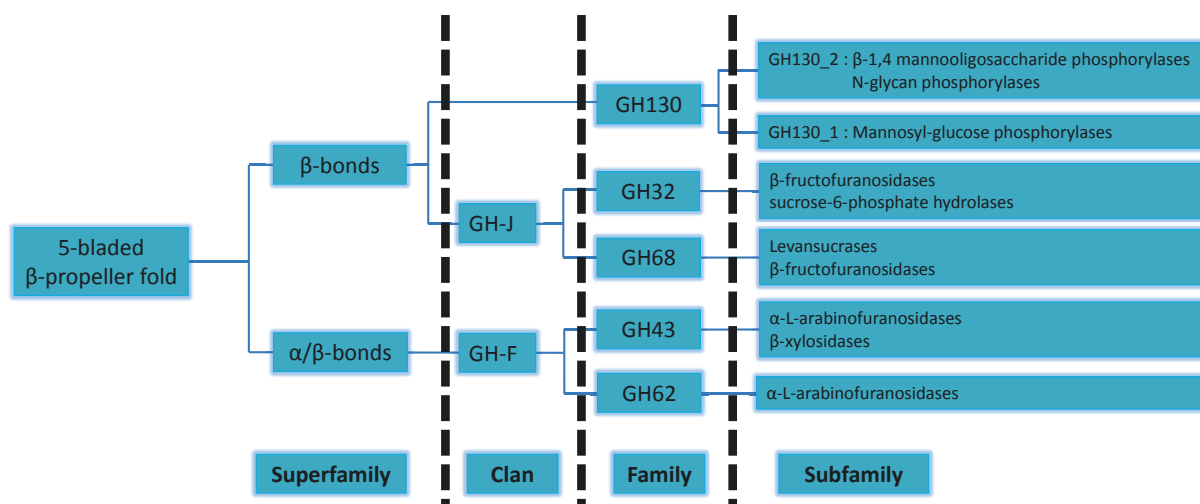 5-bladed
β-propeller fold
β-bonds
α/β-bonds
GH-J
GH-F
GH130
GH32
GH68
GH43
GH62
GH130_2 : β-1,4 mannooligosaccharide phosphorylases
N-glycan phosphorylases
GH130_1 : Mannosyl-glucose phosphorylases
β-fructofuranosidases
sucrose-6-phosphate hydrolases
Levansucrases
β-fructofuranosidases
α-L-arabinofuranosidases
β-xylosidases
α-L-arabinofuranosidases
Superfamily
Clan
Family
Subfamily